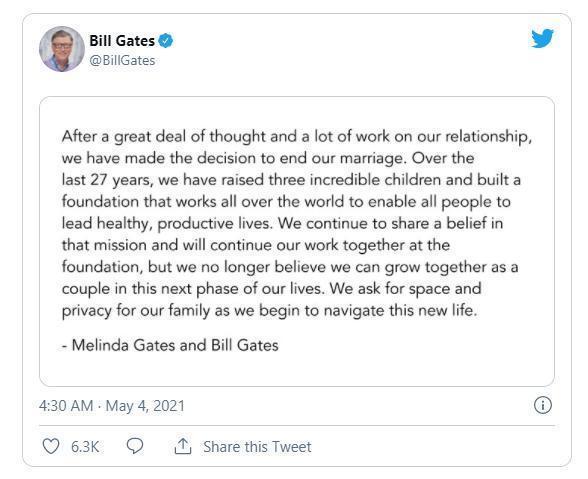 Bill Gates
@BillGates
After a great deal of thought and a lot of work on our relationship,
we have made the decision to end our marriage. Over the
last 27 years, we have raised three incredible children and built a
foundation that works all over the world to enable all people to
lead healthy, productive lives. We continue to share a belief in
that mission and will continue our work together at the
foundation, but we no longer believe we can grow together as a
couple in this next phase of our lives. We ask for space and
privacy for our family as we begin to navigate this new life.
- Melinda Gates and Bill Gates
4:30 AM · May 4, 2021
6.3K Share this Tweet